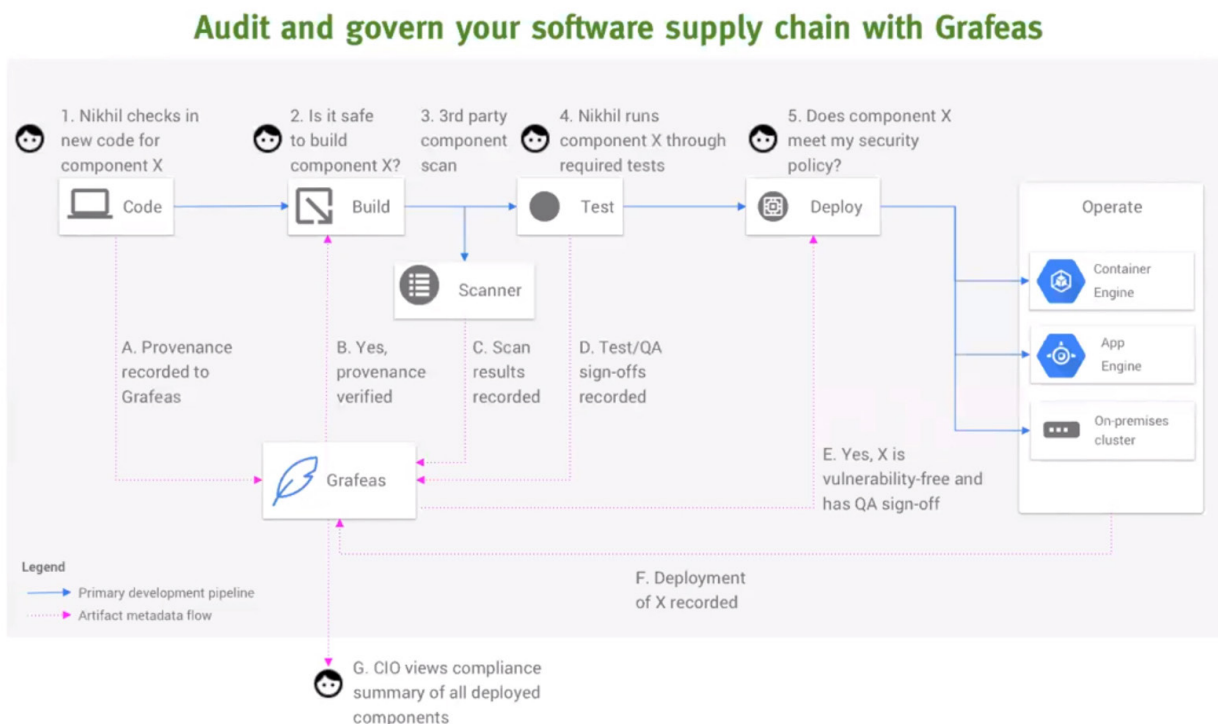 Audit and govern your software supply chain with Grafeas
1. Nikhil checks in
new code for
component X
2. Is it safe
to build
component X?
3. 3rd party
component
scan
4. Nikhil runs
component X through
required tests
5. Does component X
meet my security
policy?
Code
Build
Test
Deploy
Operate
Scanner
Container
Engine
App
Engine
On-premises
cluster
A. Provenance
recorded to
Grafeas
B. Yes,
provenance
verified
C. Scan
results
recorded
D. Test/QA
sign-offs
recorded
E. Yes, X is
vulnerability-free and
has QA sign-off
Grafeas
F. Deployment
of X recorded
Legend
Primary development pipeline
Artifact metadata flow
G. CIO views compliance
summary of all deployed
components